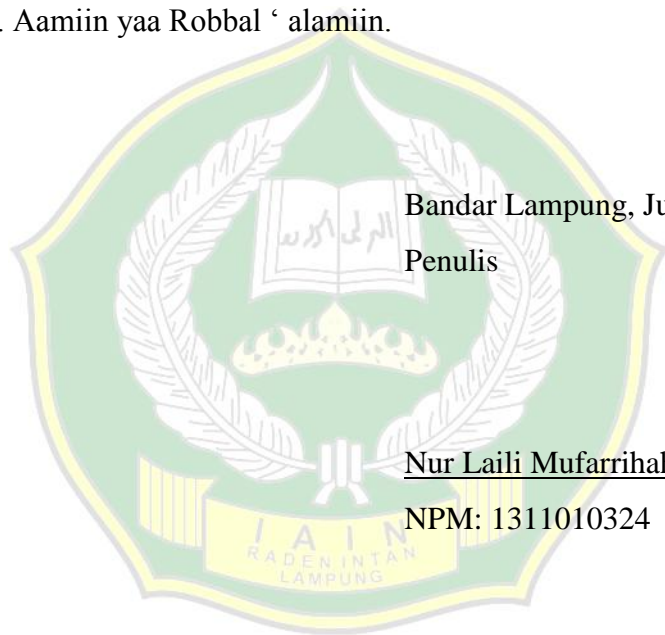 . Aamiin yaa Robbal ‘ alamiin.
Bandar Lampung, Ju
Penulis
Nur Laili Mufarrihal
NPM: 1311010324
I A I N
RADEN INTAN
LAMPUNG